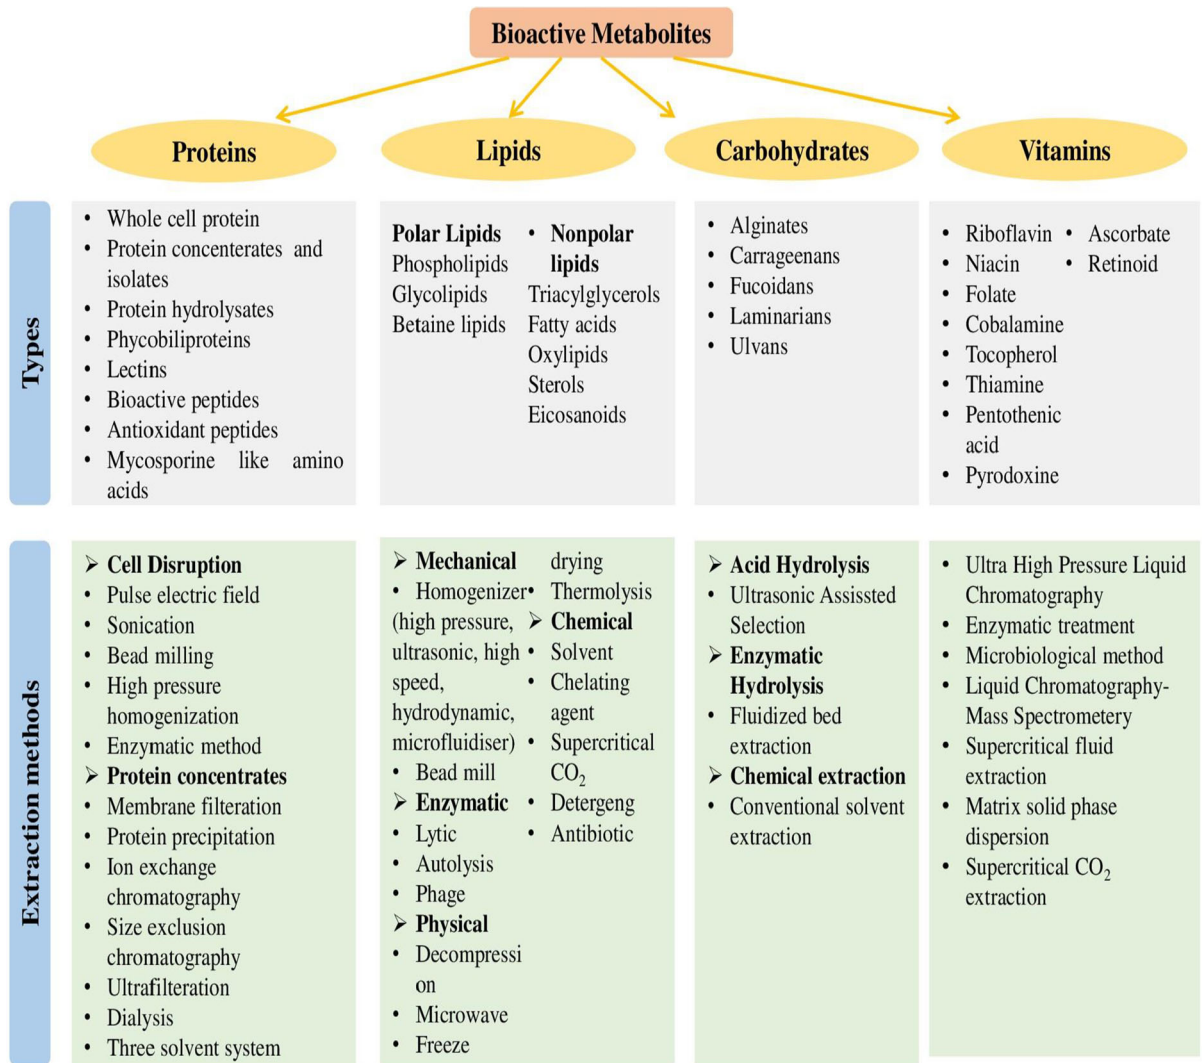 Bioactive Metabolites
Proteins
Lipids
Carbohydrates
Vitamins
Types
• Whole cell protein
• Protein concenterates and
isolates
• Protein hydrolysates
• Phycobiliproteins
• Lectins
• Bioactive peptides
• Antioxidant peptides
• Mycosporine like amino
acids
Polar Lipids
Phospholipids
Glycolipids
Betaine lipids
• Nonpolar
lipids
Triacylglycerols
Fatty acids
Oxylipids
Sterols
Eicosanoids
• Alginates
• Carrageenans
• Fucoidans
• Laminarians
• Ulvans
• Riboflavin
• Niacin
• Folate
• Cobalamine
• Tocopherol
• Thiamine
• Pentothenic
acid
• Pyrodoxine
• Ascorbate
• Retinoid
Extraction methods
➢ Cell Disruption
• Pulse electric field
• Sonication
• Bead milling
• High pressure
homogenization
• Enzymatic method
➢ Protein concentrates
• Membrane filteration
• Protein precipitation
• Ion exchange
chromatography
• Size exclusion
chromatography
• Ultrafilteration
• Dialysis
• Three solvent system
➢ Mechanical
• Homogenizer
(high pressure,
ultrasonic, high
speed,
hydrodynamic,
microfluidiser)
• Bead mill
➢ Enzymatic
• Lytic
• Autolysis
• Phage
➢ Physical
• Decompressi
on
• Microwave
• Freeze
drying
• Thermolysis
➢ Chemical
• Solvent
• Chelating
agent
• Supercritical
CO₂
• Detergeng
• Antibiotic
➢ Acid Hydrolysis
• Ultrasonic Assissted
Selection
➢ Enzymatic
Hydrolysis
• Fluidized bed
extraction
➢ Chemical extraction
• Conventional solvent
extraction
• Ultra High Pressure Liquid
Chromatography
• Enzymatic treatment
• Microbiological method
• Liquid Chromatography-
Mass Spectrometery
• Supercritical fluid
extraction
• Matrix solid phase
dispersion
• Supercritical CO₂
extraction